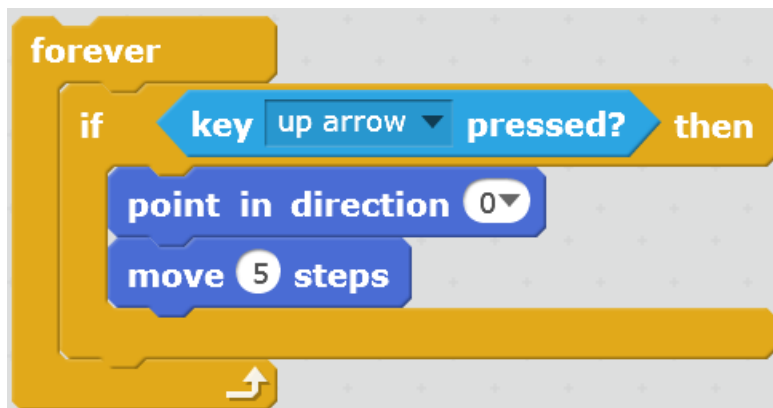 forever
if key up arrow pressed? then
point in direction 0
move 5 steps